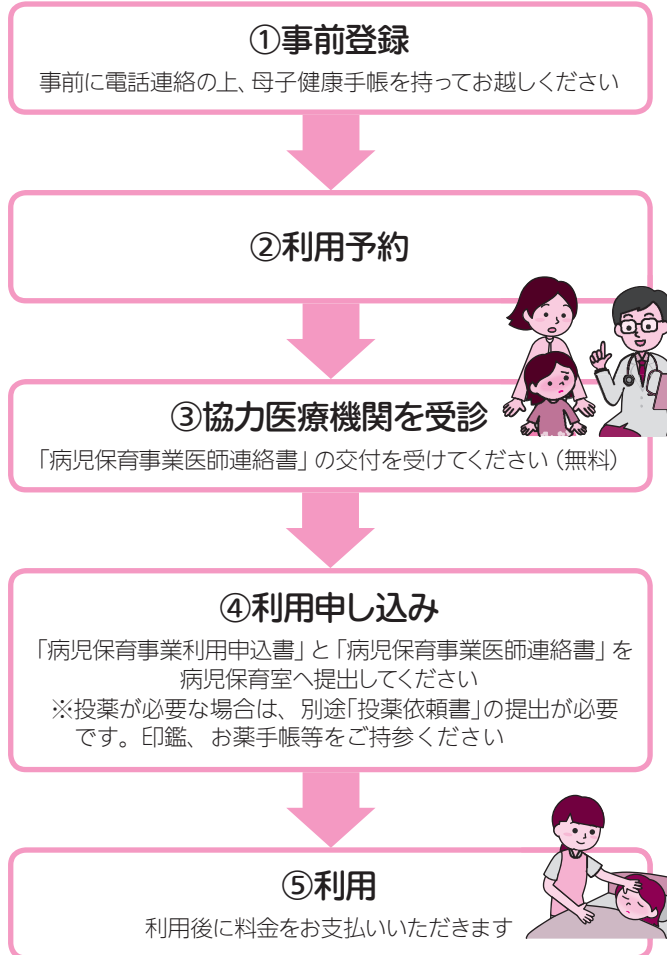 ①事前登録
事前に電話連絡の上、母子健康手帳を持ってお越しください
②利用予約
③協力医療機関を受診
「病児保育事業医師連絡書」の交付を受けてください（無料）
④利用申し込み
「病児保育事業利用申込書」と「病児保育事業医師連絡書」を
病児保育室へ提出してください
※投薬が必要な場合は、別途「投薬依頼書」の提出が必要
です。印鑑、お薬手帳等をご持参ください
⑤利用
利用後に料金をお支払いいただきます